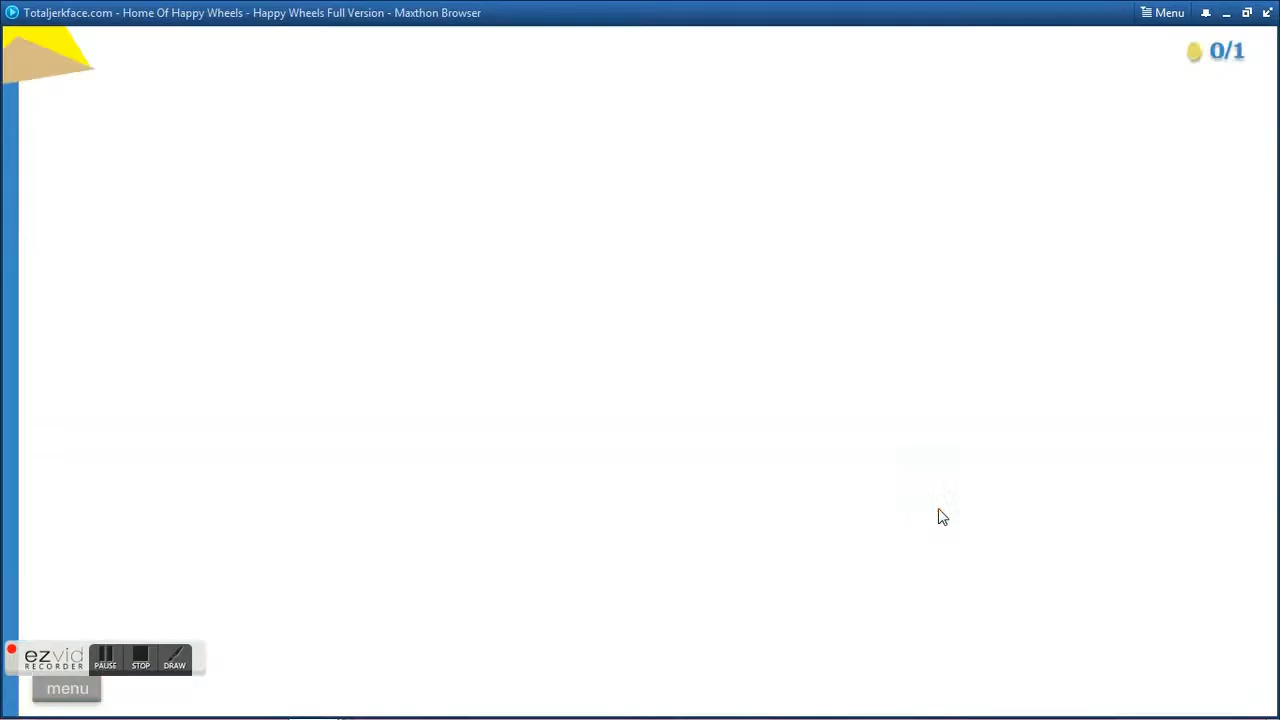 Totaljerkface.com - Home Of Happy Wheels - Happy Wheels Full Version - Maxthon Browser
Menu
0/1
ezvid
RECORDER
PAUSE
STOP
DRAW
menu